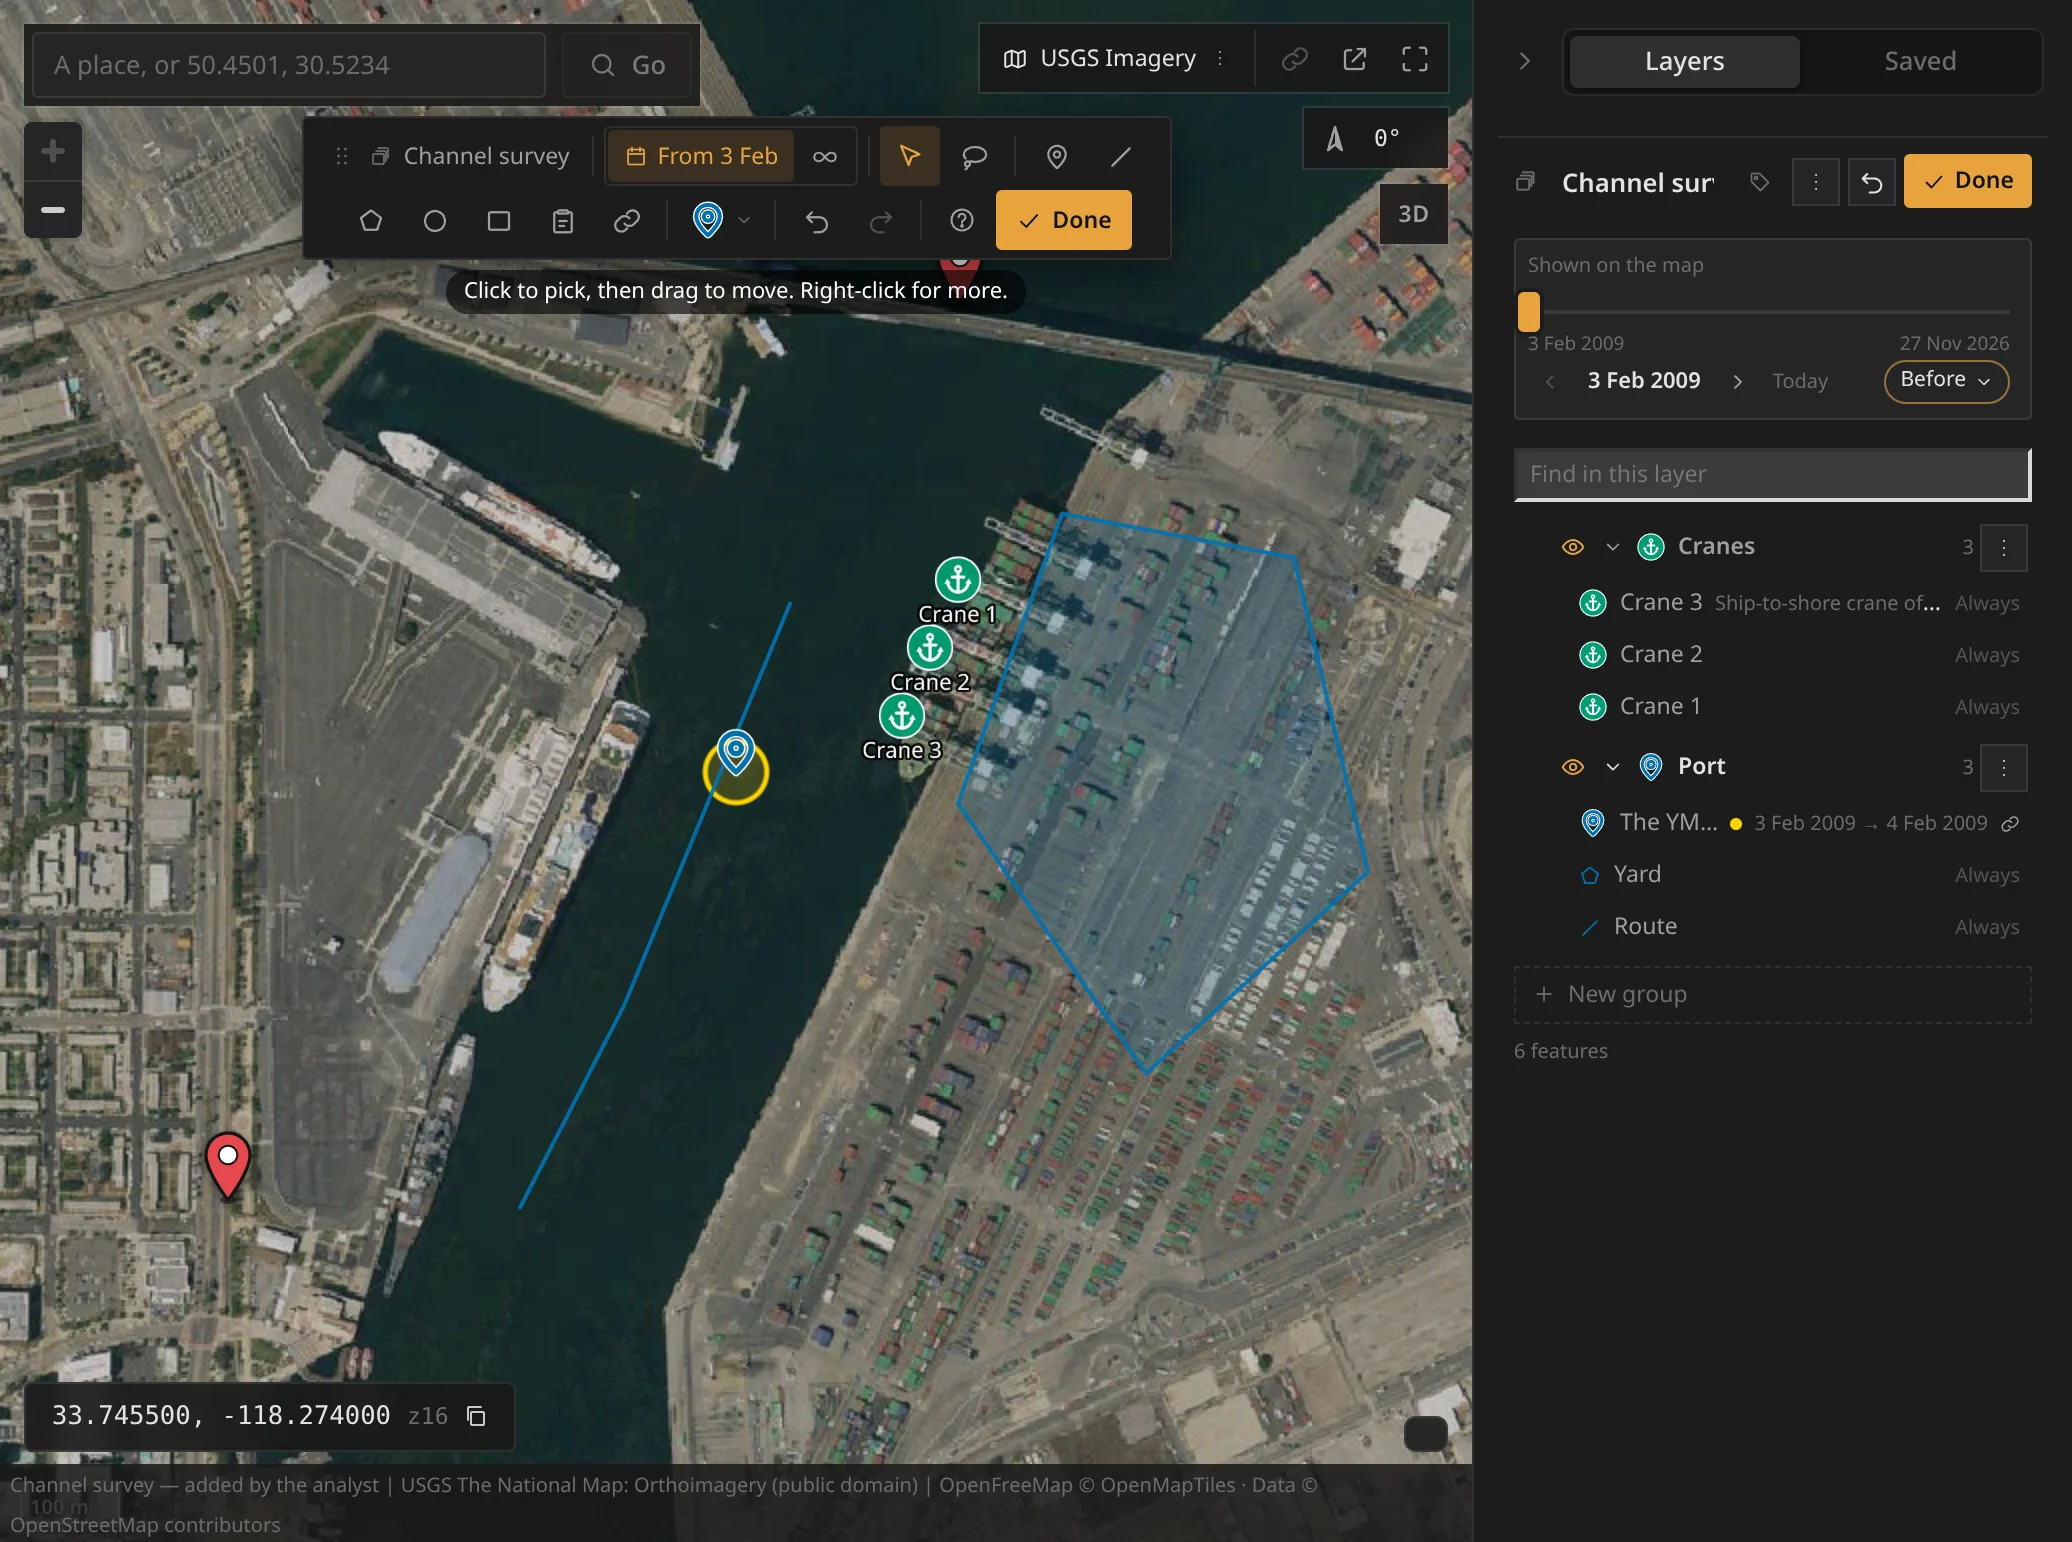 A place, or 50.4501, 30.5234
Go
USGS Imagery
Layers
Saved
Channel survey
From 3 Feb
0°
3D
Done
Click to pick, then drag to move. Right-click for more.
Channel sur
Done
Shown on the map
3 Feb 2009
27 Nov 2026
3 Feb 2009
Today
Before
Find in this layer
Cranes
3
Crane 3 Ship-to-shore crane of... Always
Crane 2 Always
Crane 1 Always
Port
3
The YM... 3 Feb 2009 → 4 Feb 2009
Yard Always
Route Always
+ New group
6 features
Crane 1
Crane 2
Crane 3
33.745500, -118.274000 z16
Channel survey — added by the analyst | USGS The National Map: Orthoimagery (public domain) | OpenFreeMap © OpenMapTiles · Data ©
100 m
OpenStreetMap contributors